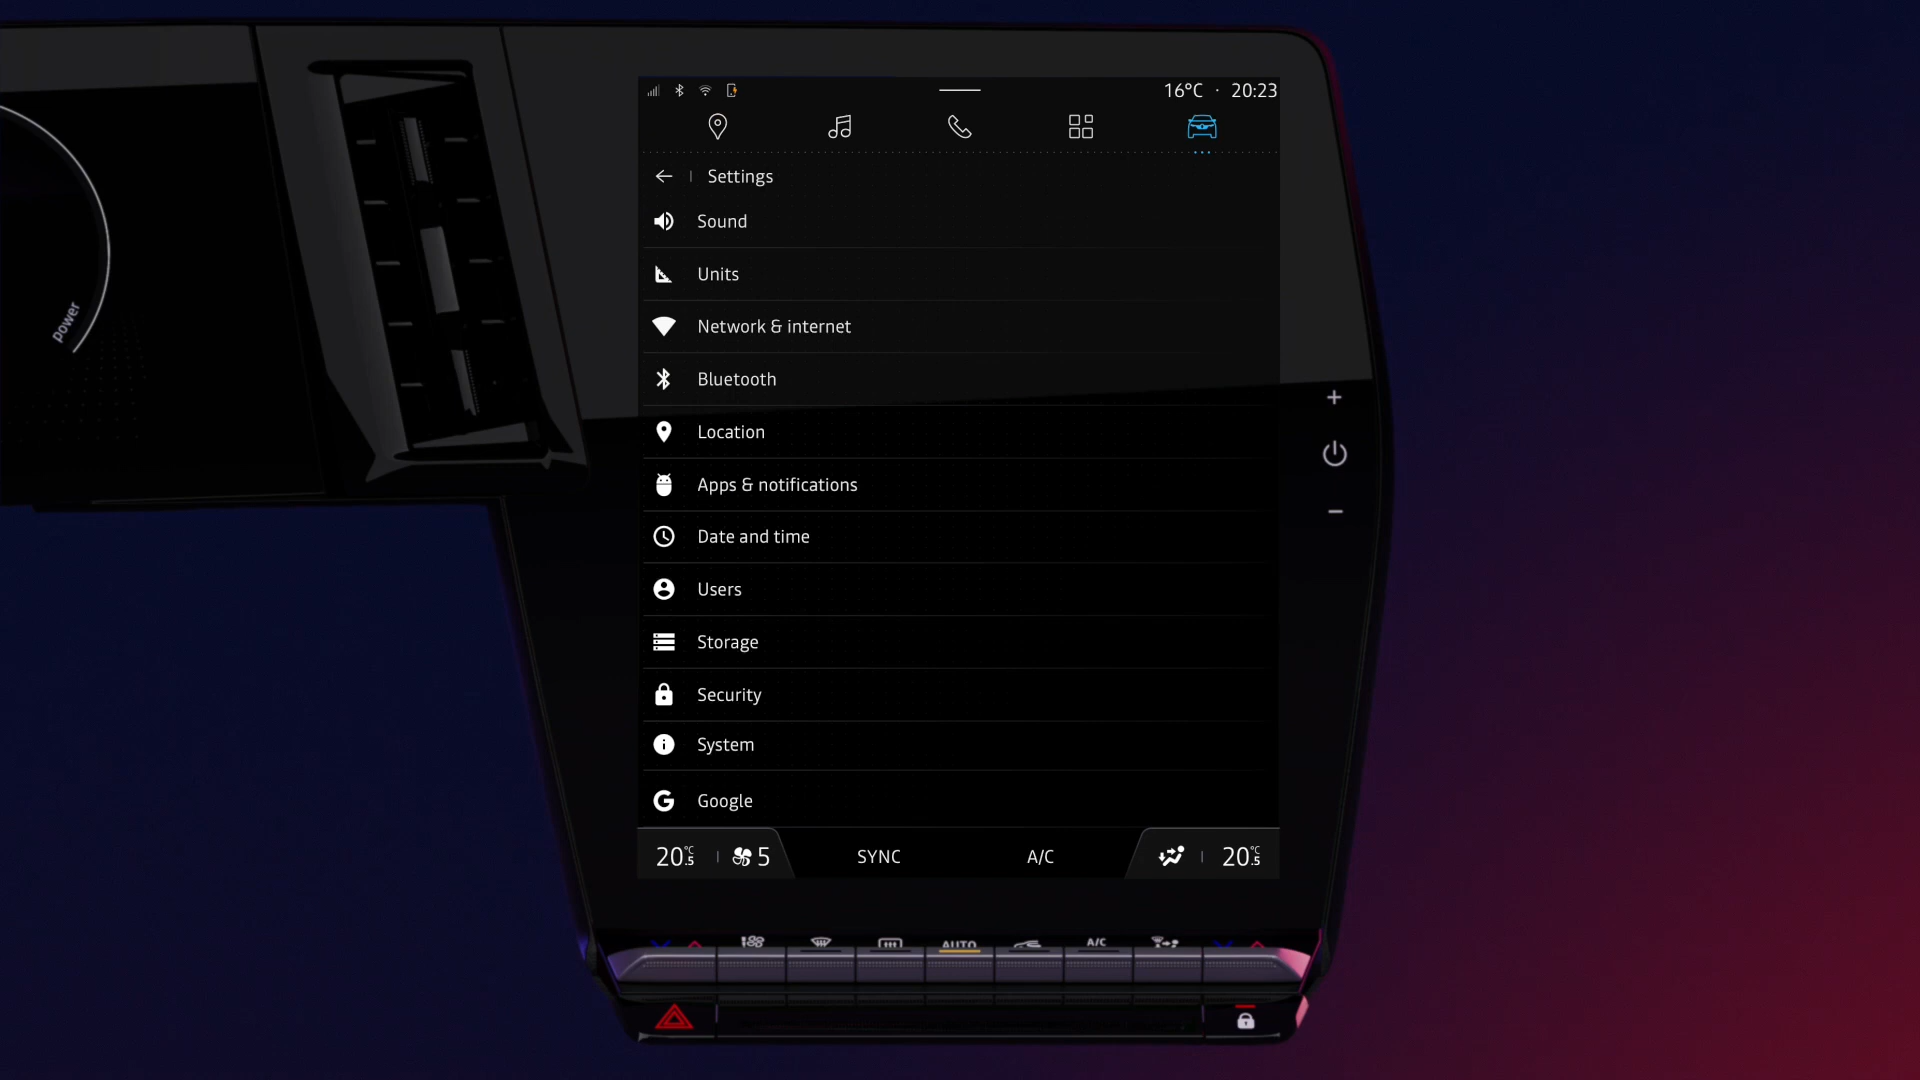 16°C · 20:23
Settings
Sound
Units
Network & internet
Bluetooth
Location
Apps & notifications
Date and time
Users
Storage
Security
System
Google
20.5°C 5 SYNC A/C 20.5°C
AUTO A/C
power